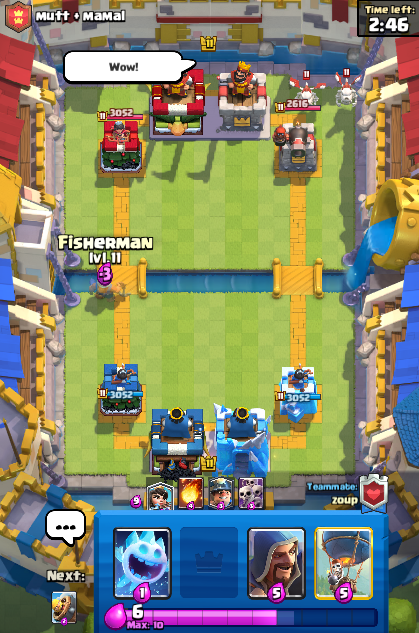 Mutt + Mamal
Time left:
2:46
Wow!
3052
2616
Fisherman
lvl.11
-3
3052
3052
Teammate:
zoup
...
Next:
1
5
5
6
Max: 10